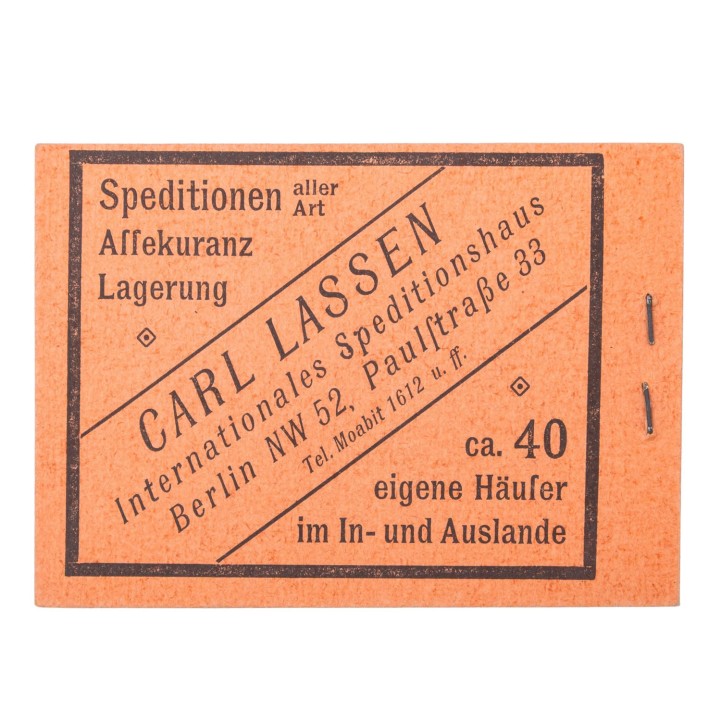 Speditionen aller Art
Aſſekuranz
Lagerung
CARL LASSEN
Internationales Speditionshaus
Berlin NW 52, Paulſtraße 33
Tel. Moabit 1612 u. ff.
ca. 40
eigene Häuſer
im In- und Auslande